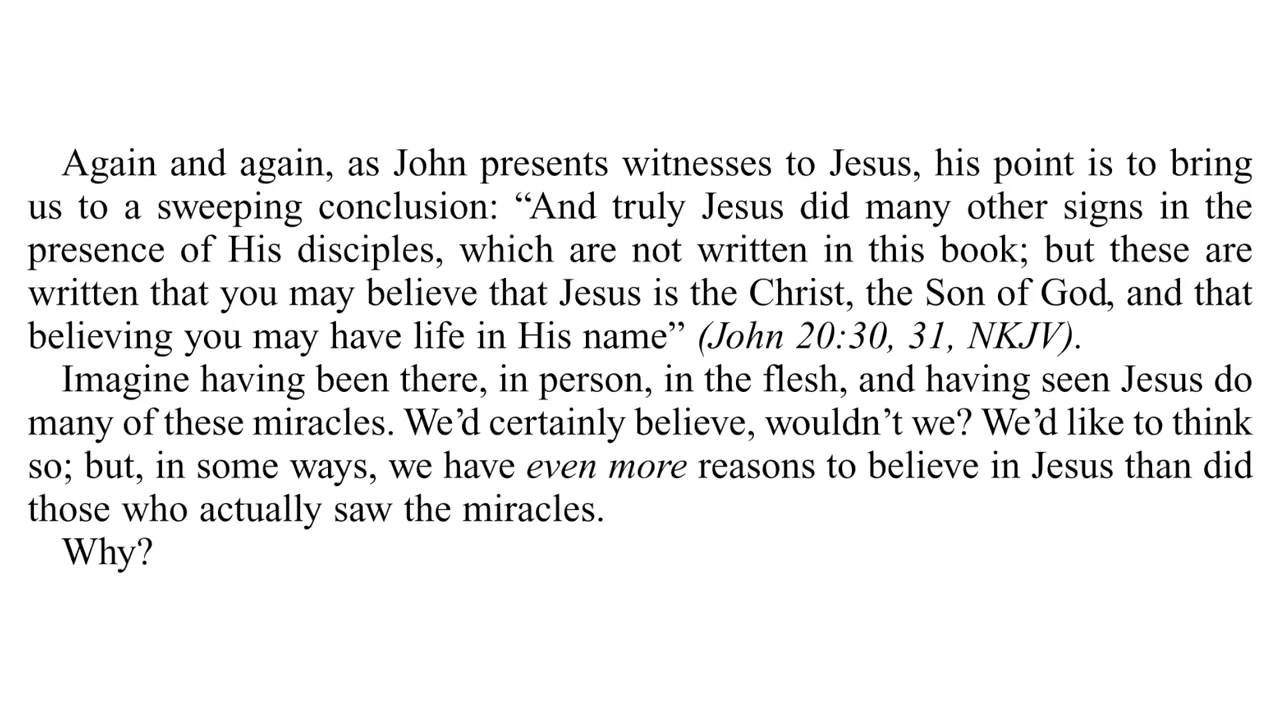 Again and again, as John presents witnesses to Jesus, his point is to bring
us to a sweeping conclusion: “And truly Jesus did many other signs in the
presence of His disciples, which are not written in this book; but these are
written that you may believe that Jesus is the Christ, the Son of God, and that
believing you may have life in His name” (John 20:30, 31, NKJV).
Imagine having been there, in person, in the flesh, and having seen Jesus do
many of these miracles. We’d certainly believe, wouldn’t we? We’d like to think
so; but, in some ways, we have even more reasons to believe in Jesus than did
those who actually saw the miracles.
Why?